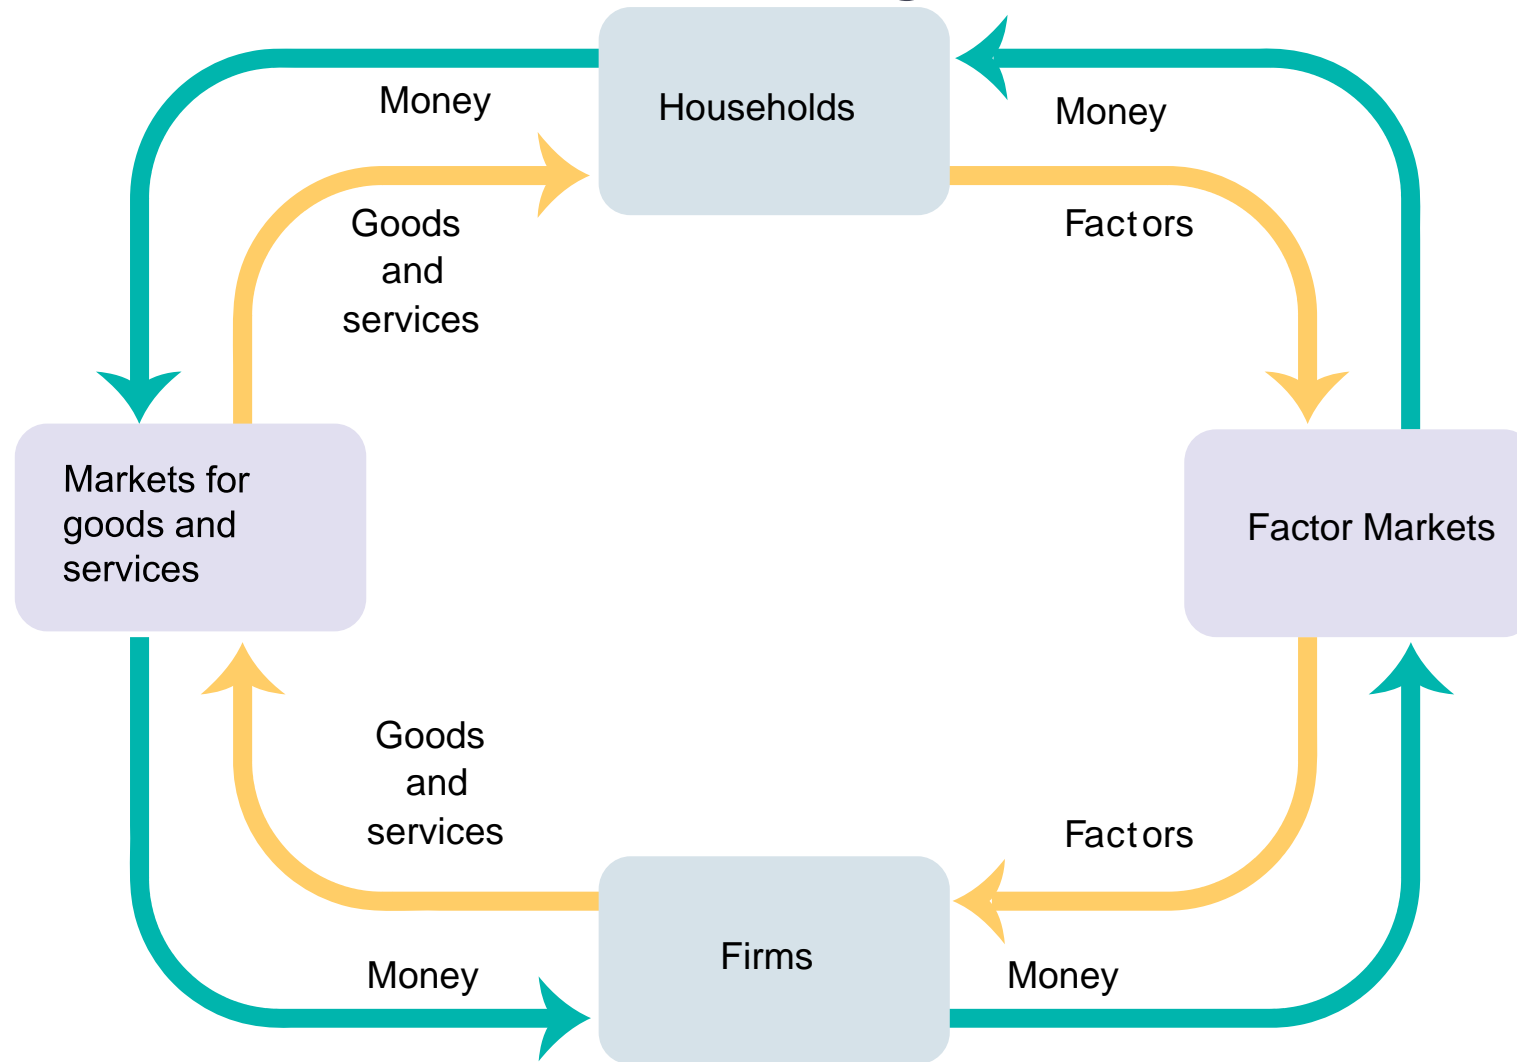 Households
Money
Money
Goods
and
services
Factors
Markets for
goods and
services
Factor Markets
Goods
and
services
Factors
Firms
Money
Money